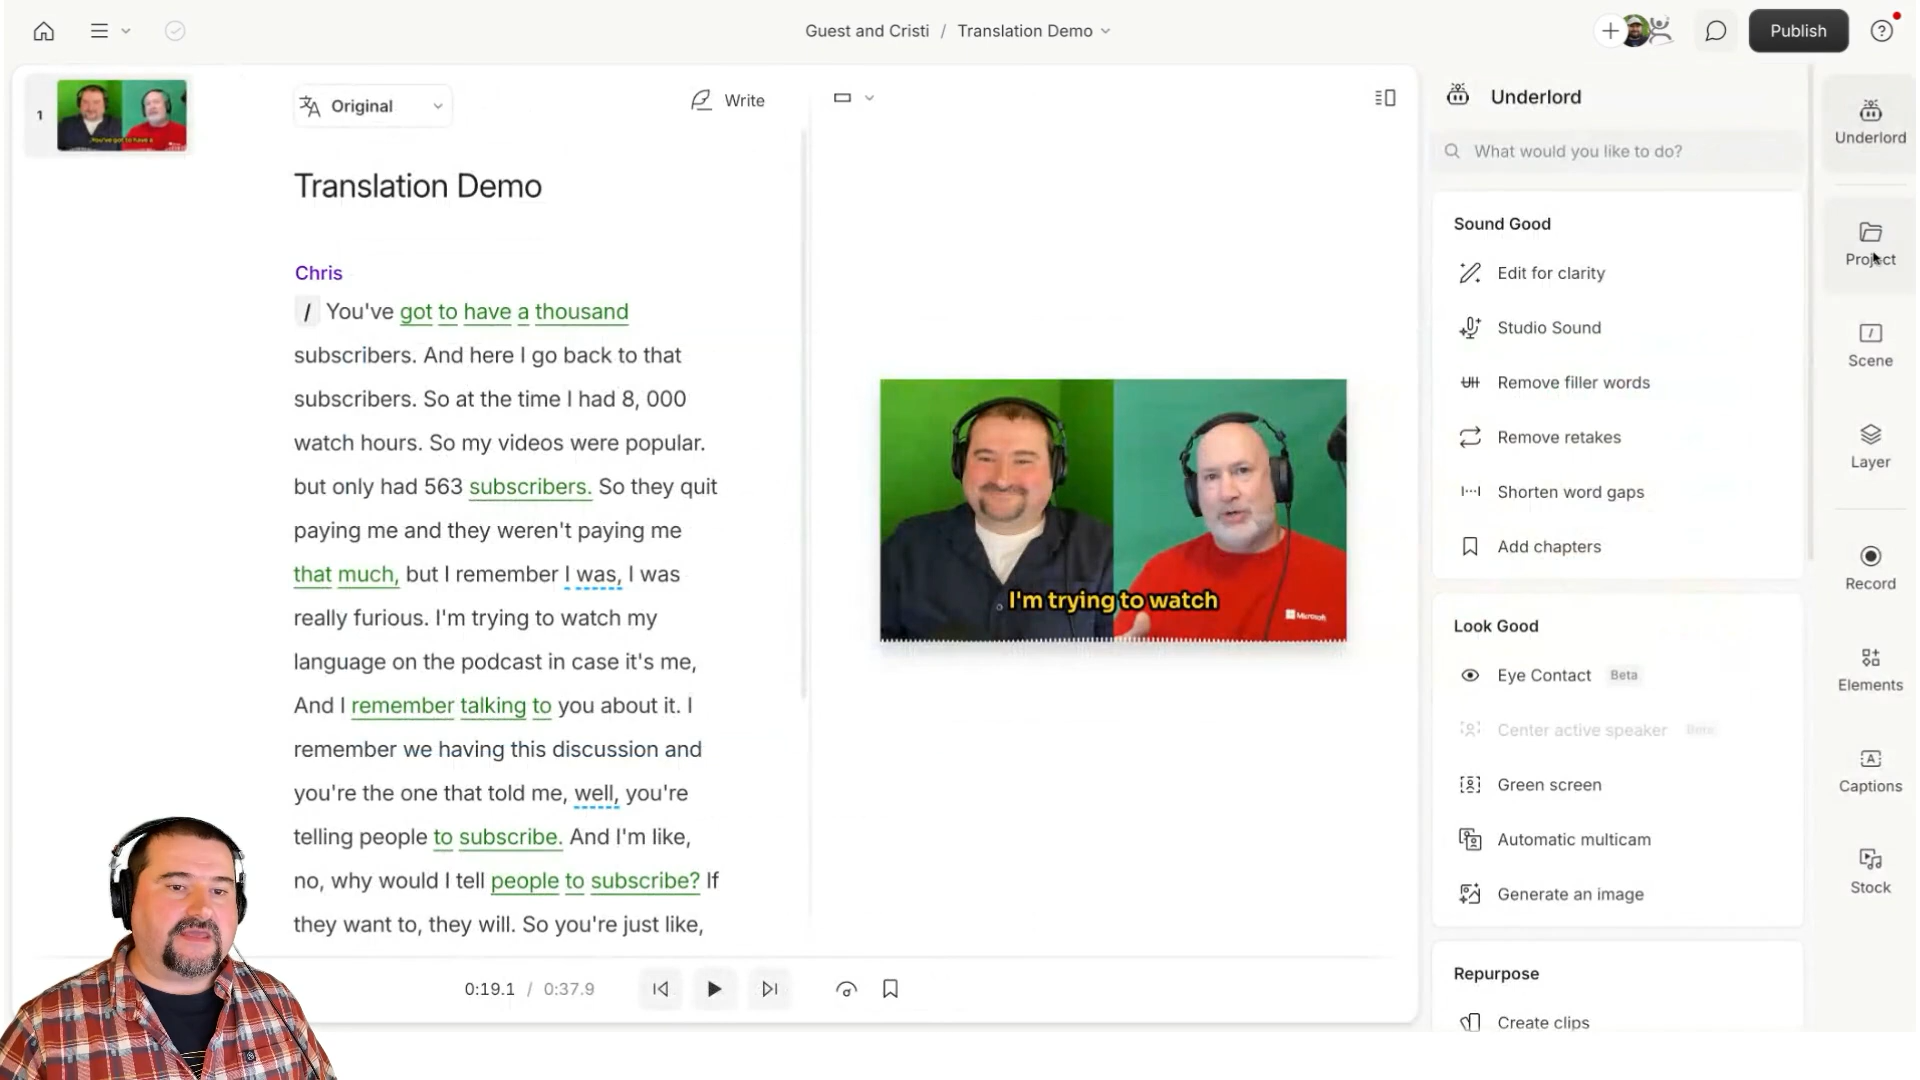 Guest and Cristi / Translation Demo
Publish
1
You've got to have a
Original
Write
Translation Demo
Chris
/ You've got to have a thousand
subscribers. And here I go back to that
subscribers. So at the time I had 8, 000
watch hours. So my videos were popular.
but only had 563 subscribers. So they quit
paying me and they weren't paying me
that much, but I remember I was, I was
really furious. I'm trying to watch my
language on the podcast in case it's me,
And I remember talking to you about it. I
remember we having this discussion and
you're the one that told me, well, you're
telling people to subscribe. And I'm like,
no, why would I tell people to subscribe? If
they want to, they will. So you're just like,
I'm trying to watch
Microsoft
0:19.1 / 0:37.9
Underlord
What would you like to do?
Sound Good
Edit for clarity
Studio Sound
Remove filler words
Remove retakes
Shorten word gaps
Add chapters
Look Good
Eye Contact Beta
Center active speaker Beta
Green screen
Automatic multicam
Generate an image
Repurpose
Create clips
Underlord
Project
Scene
Layer
Record
Elements
Captions
Stock